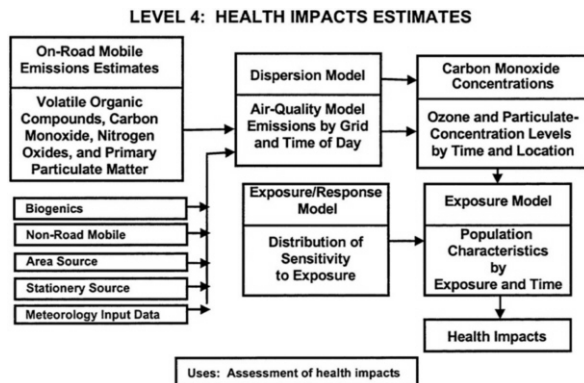 LEVEL 4: HEALTH IMPACTS ESTIMATES
On-Road Mobile
Emissions Estimates
Volatile Organic
Compounds, Carbon
Monoxide, Nitrogen
Oxides, and Primary
Particulate Matter
Dispersion Model
Air-Quality Model
Emissions by Grid
and Time of Day
Carbon Monoxide
Concentrations
Ozone and Particulate-
Concentration Levels
by Time and Location
Biogenics
Non-Road Mobile
Area Source
Stationery Source
Meteorology Input Data
Exposure/Response
Model
Distribution of
Sensitivity
to Exposure
Exposure Model
Population
Characteristics
by
Exposure and Time
Health Impacts
Uses: Assessment of health impacts